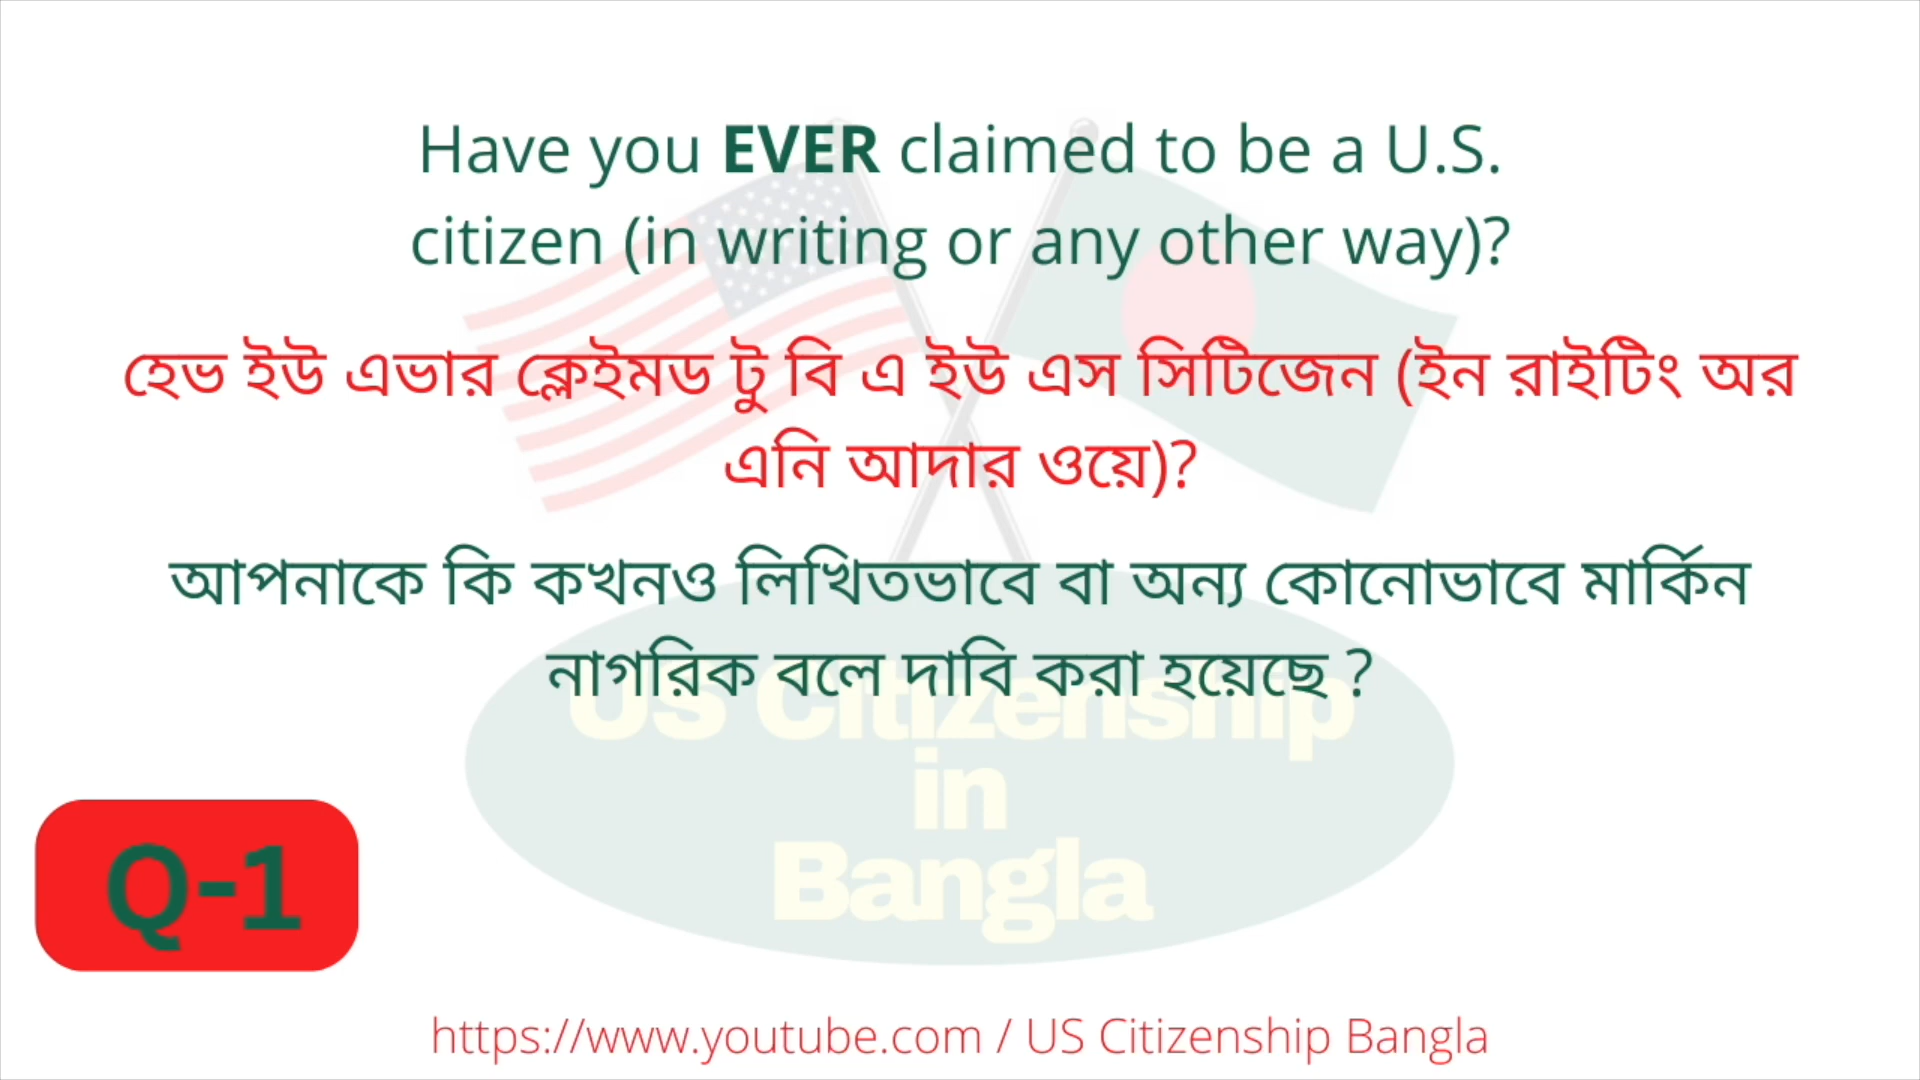 Have you EVER claimed to be a U.S.
citizen (in writing or any other way)?
হেভ ইউ এভার ক্লেইমড টু বি এ ইউ এস সিটিজেন (ইন রাইটিং অর
এনি আদার ওয়ে)?
আপনাকে কি কখনও লিখিতভাবে বা অন্য কোনোভাবে মার্কিন
নাগরিক বলে দাবি করা হয়েছে ?
US Citizenship
in
Bangla
Q-1
https://www.youtube.com / US Citizenship Bangla